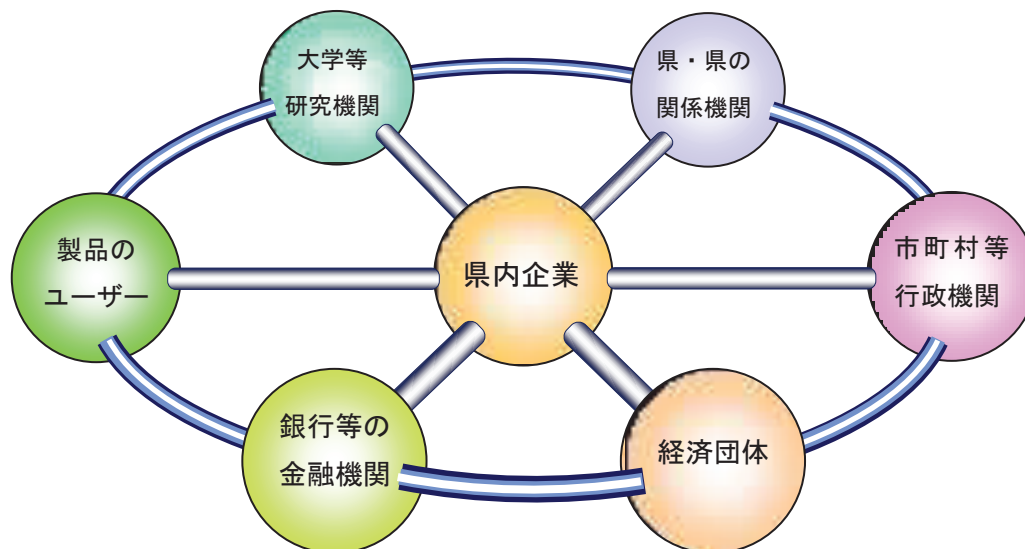 大学等
研究機関
県・県の
関係機関
製品の
ユーザー
県内企業
市町村等
行政機関
銀行等の
金融機関
経済団体